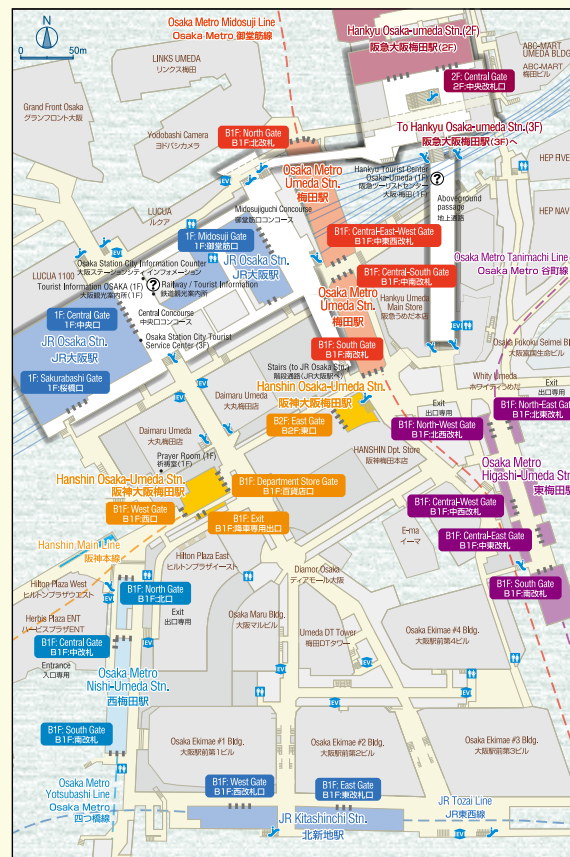 N
0
50m
Osaka Metro Midosuji Line
Osaka Metro 御堂筋線
Hankyu Osaka-umeda Stn.(2F)
阪急大阪梅田駅(2F)
LINKS UMEDA
リンクス梅田
ABC-MART
UMEDA BLDG
ABC-MART
梅田ビル
2F: Central Gate
2F:中央改札口
Grand Front Osaka
グランフロント大阪
Yodobashi Camera
ヨドバシカメラ
B1F: North Gate
B1F:北改札
To Hankyu Osaka-umeda Stn.(3F)
阪急大阪梅田駅(3F)へ
Hankyu Tourist Center
Osaka-Umeda (1F)
阪急ツーリストセンター
大阪・梅田(1F)
?
HEP FIVE
Osaka Metro
Umeda Stn.
梅田駅
EV
Aboveground
passage
地上通路
LUCUA
ルクア
Midosujiguchi Concourse
御堂筋口コンコース
HEP NAV
1F: Midosuji Gate
1F:御堂筋口
B1F: Central-East-West Gate
B1F:中東西改札
JR Osaka Stn.
JR大阪駅
Osaka Metro Tanimachi Line
Osaka Metro 谷町線
EV
Osaka Station City Information Counter
大阪ステーションシティインフォメーション
B1F: Central-South Gate
B1F:中南改札
LUCUA 1100
Tourist Information OSAKA (1F)
大阪観光案内所(1F)
?
Railway / Tourist Information
鉄道観光案内所
Osaka Metro
Umeda Stn.
梅田駅
Hankyu Umeda
Main Store
阪急うめだ本店
1F: Central Gate
1F:中央口
Central Concourse
中央口コンコース
EV
JR Osaka Stn.
JR大阪駅
Osaka Station City Tourist
Service Center (3F)
B1F: South Gate
B1F:南改札
Osaka Fukoku Seimei Bl
大阪富国生命ビル
1F: Sakurabashi Gate
1F:桜橋口
Stairs (to JR Osaka Stn.)
階段通路(JR大阪駅へ)
Whity Umeda
ホワイティうめだ
Hanshin Osaka-Umeda Stn.
阪神大阪梅田駅
Exit
出口専用
Exit
出口専用
EV
Daimaru Umeda
大丸梅田店
B2F: East Gate
B2F:東口
B1F: North-West Gate
B1F:北西改札
B1F: North-East Gat
B1F:北東改札
Daimaru Umeda
大丸梅田店
EV
HANSHIN Dpt. Store
阪神梅田本店
Prayer Room (1F)
祈祷室(1F)
Osaka Metro
Higashi-Umeda Stn
東梅田駅
Hanshin Osaka-Umeda Stn.
阪神大阪梅田駅
B1F: Department Store Gate
B1F:百貨店口
B1F: West Gate
B1F:西口
B1F: Central-West Gate
B1F:中西改札
B1F: Exit
B1F:降車専用出口
E-ma
イーマ
B1F: Central-East Gate
B1F:中東改札
Hanshin Main Line
阪神本線
Hilton Plaza East
ヒルトンプラザイースト
Diamor Osaka
ディアモール大阪
EV
Hilton Plaza West
ヒルトンプラザウエスト
B1F: North Gate
B1F:北口
B1F: South Gate
B1F:南改札
EV
Exit
出口専用
Herbis Plaza ENT
ハービスプラザENT
Osaka Maru Bldg.
大阪マルビル
B1F: Central Gate
B1F:中改札
Umeda DT Tower
梅田DTタワー
Osaka Ekimae #4 Bldg.
大阪駅前第4ビル
Entrance
入口専用
EV
Osaka Metro
Nishi-Umeda Stn.
西梅田駅
EV
EV
B1F: South Gate
B1F:南改札
Osaka Ekimae #1 Bldg.
大阪駅前第1ビル
Osaka Ekimae #2 Bldg.
大阪駅前第2ビル
Osaka Ekimae #3 Bldg.
大阪駅前第3ビル
Osaka Metro
Yotsubashi Line
Osaka Metro
四つ橋線
B1F: West Gate
B1F:西改札口
B1F: East Gate
B1F:東改札口
JR Tozai Line
JR東西線
JR Kitashinchi Stn.
北新地駅